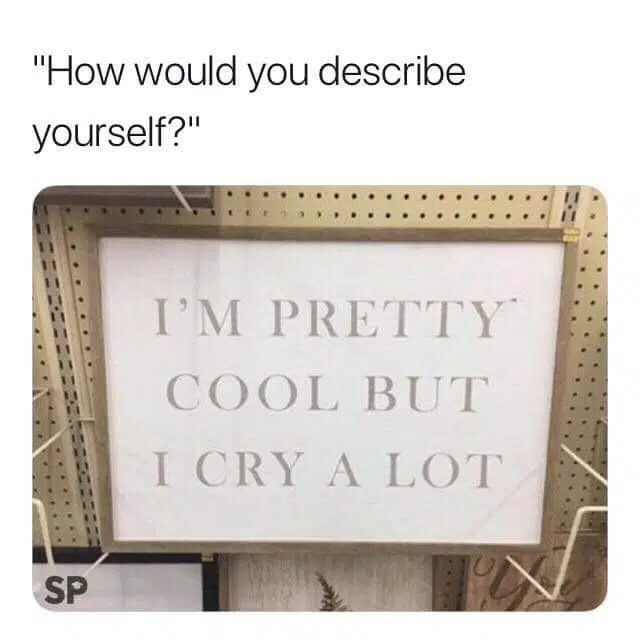 "How would you describe
yourself?"
I'M PRETTY
COOL BUT
I CRY A LOT
SP